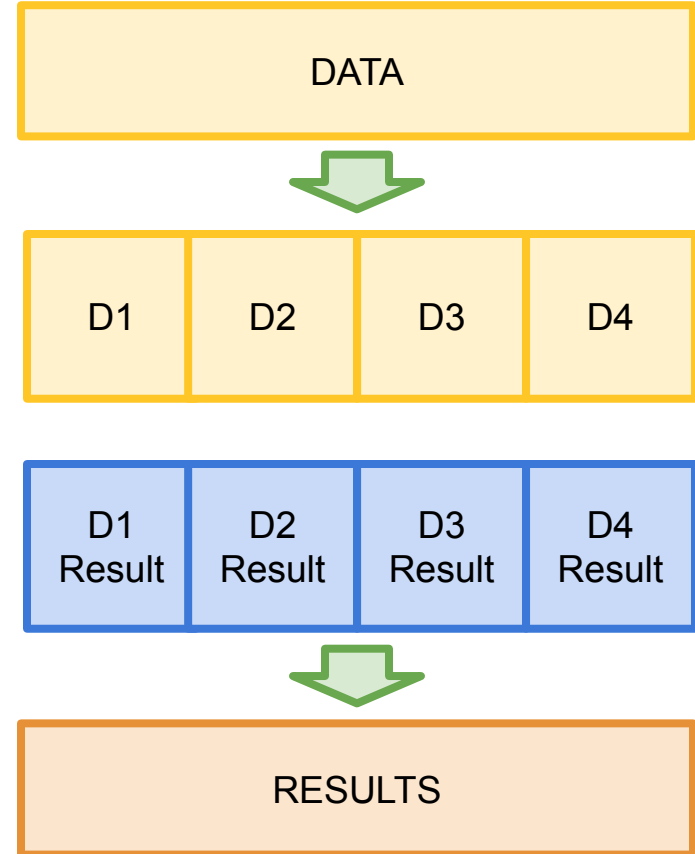 DATA
D1 D2 D3 D4
D1 D2 D3 D4
Result Result Result Result
RESULTS